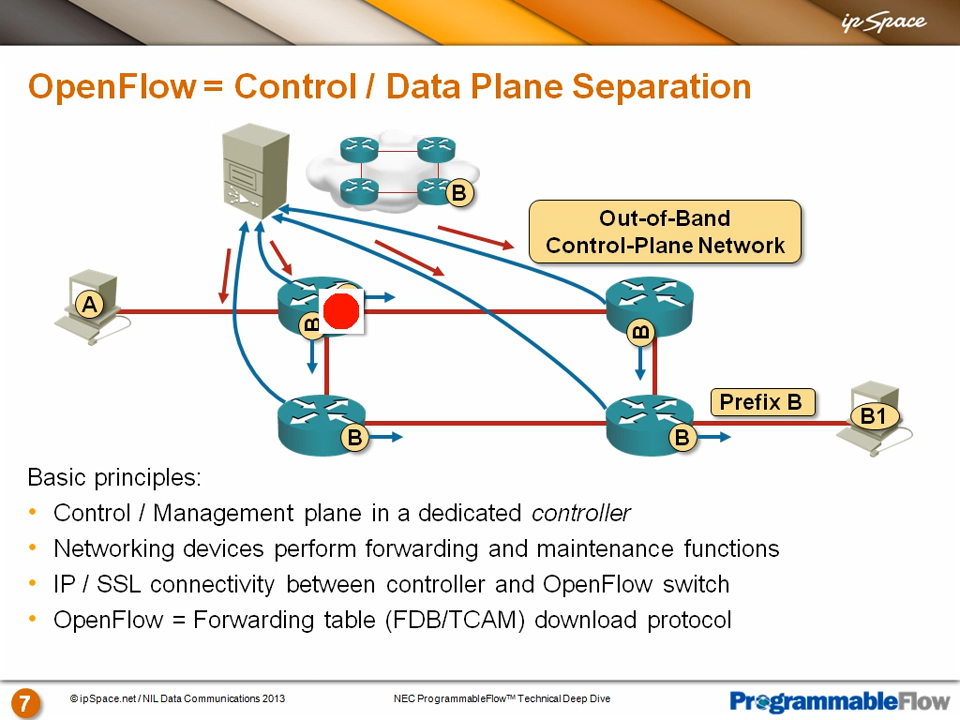 ipSpace
OpenFlow = Control / Data Plane Separation
B
Out-of-Band
Control-Plane Network
A
B
B
Prefix B
B1
B
B
Basic principles:
• Control / Management plane in a dedicated controller
• Networking devices perform forwarding and maintenance functions
• IP / SSL connectivity between controller and OpenFlow switch
• OpenFlow = Forwarding table (FDB/TCAM) download protocol
7
© ipSpace.net / NIL Data Communications 2013
NEC ProgrammableFlow™ Technical Deep Dive
ProgrammableFlow